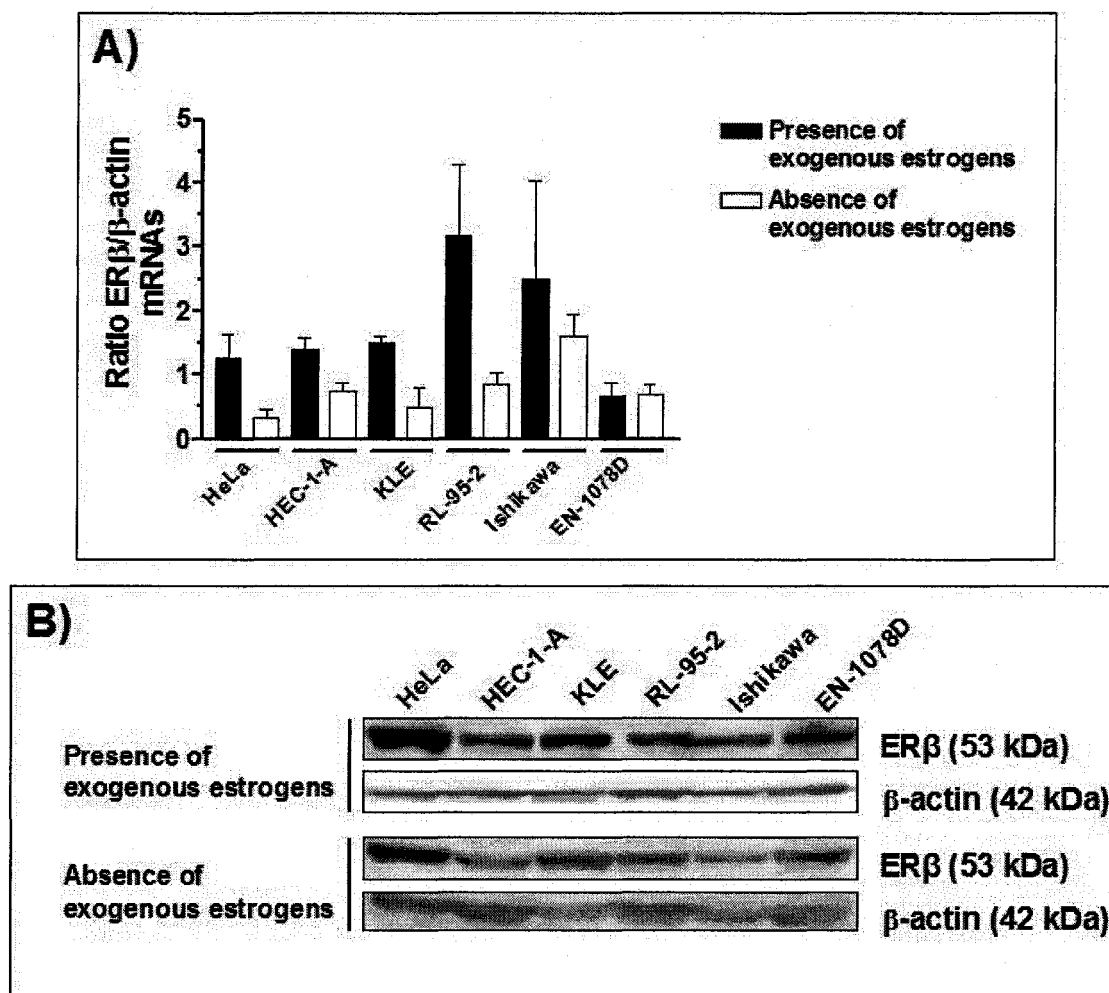 A)
Ratio ERβ/β-actin
mRNAs
5
4
3
2
1
0
Presence of
exogenous estrogens
Absence of
exogenous estrogens
HeLa
HEC-1-A
KLE
RL-95-2
Ishikawa
EN-1078D
B)
HeLa
HEC-1-A
KLE
RL-95-2
Ishikawa
EN-1078D
Presence of
exogenous estrogens
ERβ (53 kDa)
β-actin (42 kDa)
Absence of
exogenous estrogens
ERβ (53 kDa)
β-actin (42 kDa)